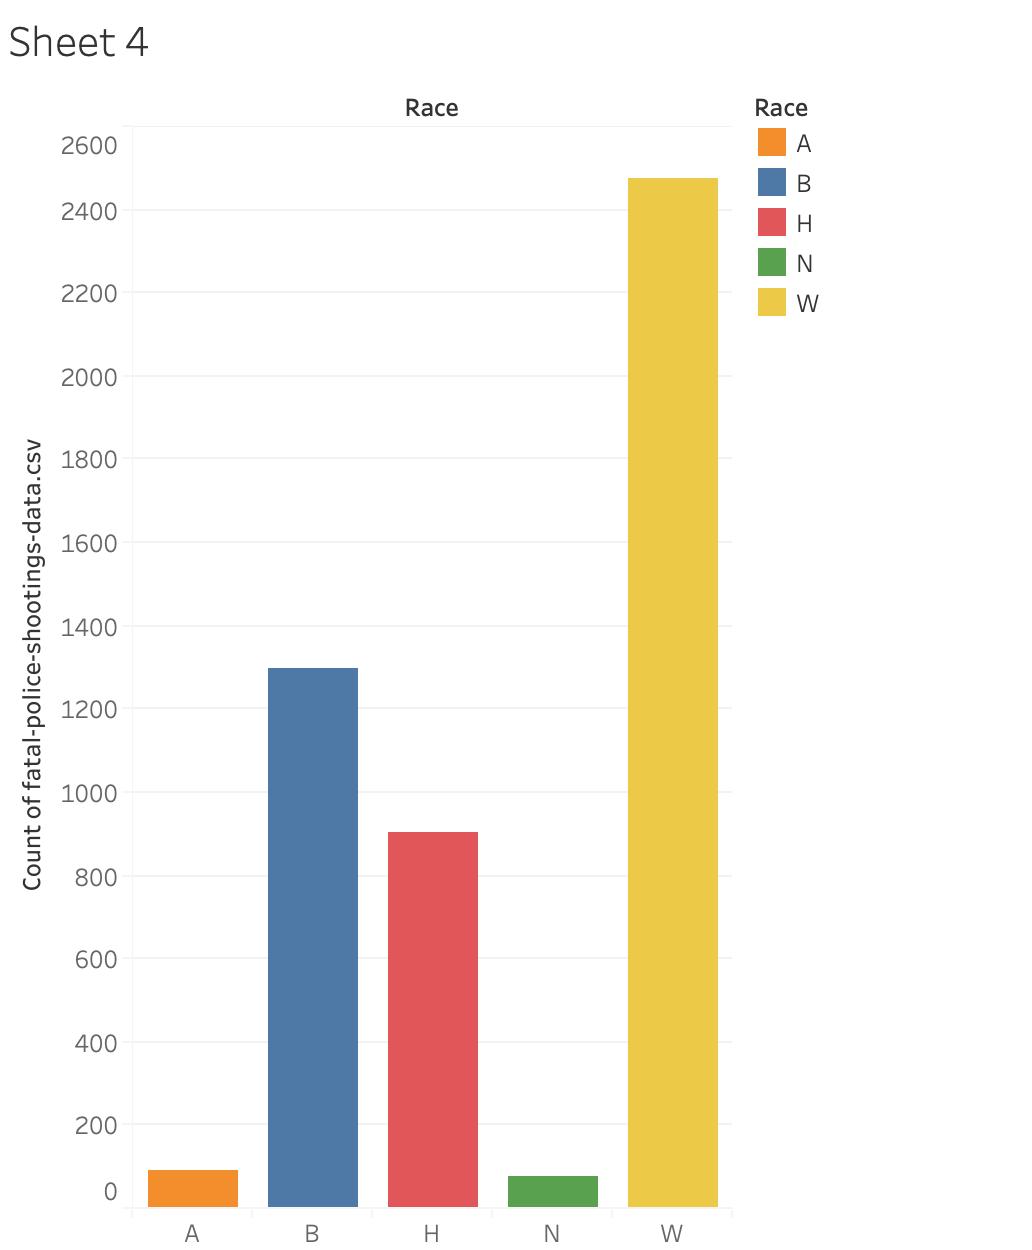 Sheet 4
Race
Race
A
B
H
N
W
2600
2400
2200
2000
1800
1600
1400
1200
1000
800
600
400
200
0
Count of fatal-police-shootings-data.csv
A B H N W